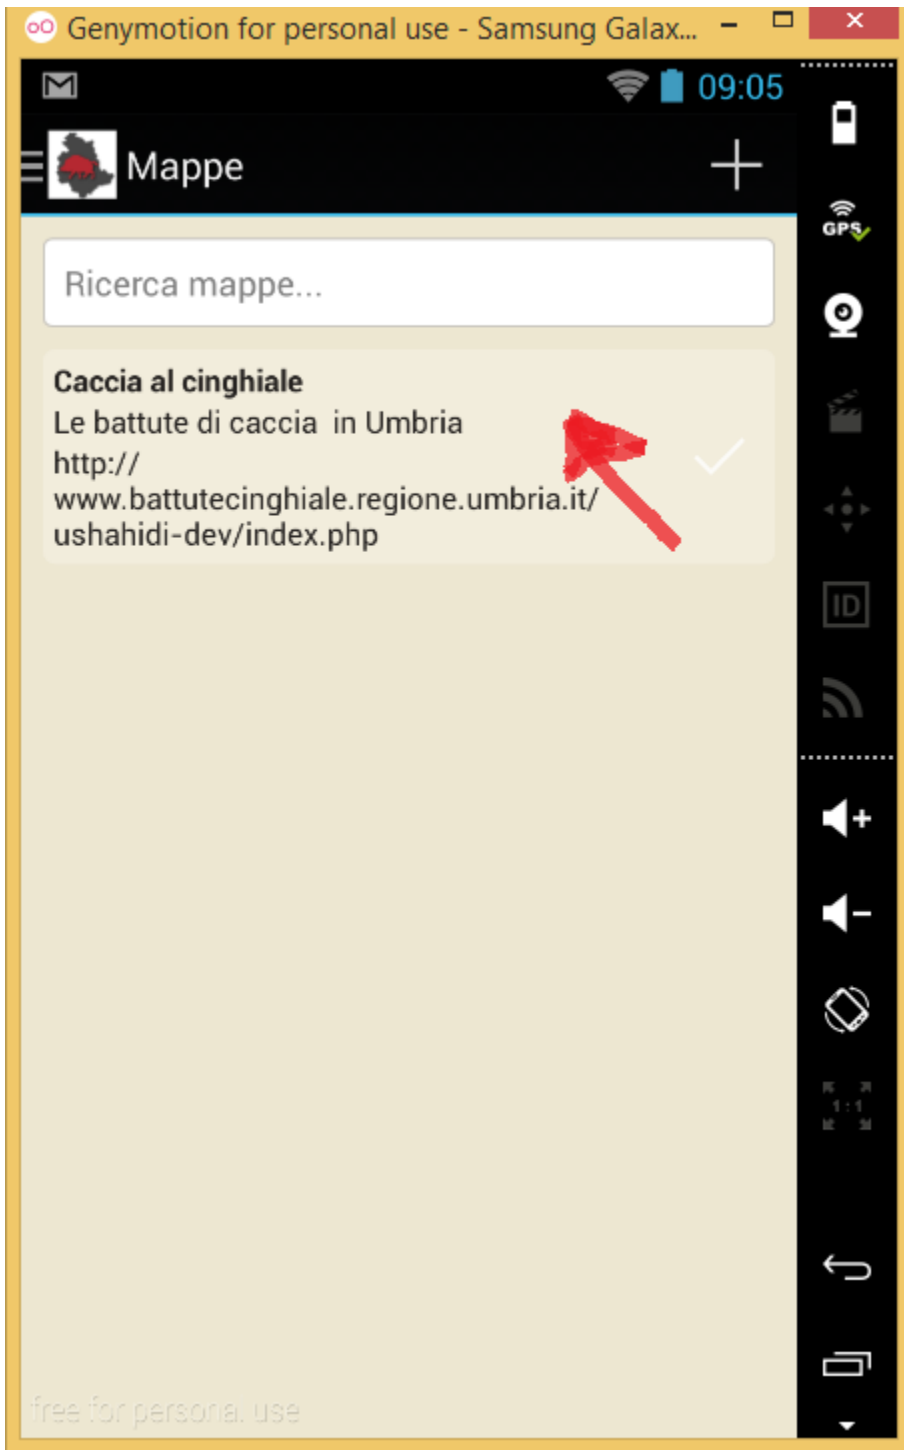 Genymotion for personal use - Samsung Galax...
09:05
Mappe
GPS
Ricerca mappe...
Caccia al cinghiale
Le battute di caccia  in Umbria
http://
www.battutecinghiale.regione.umbria.it/
ushahidi-dev/index.php
ID
1:1
free for personal use